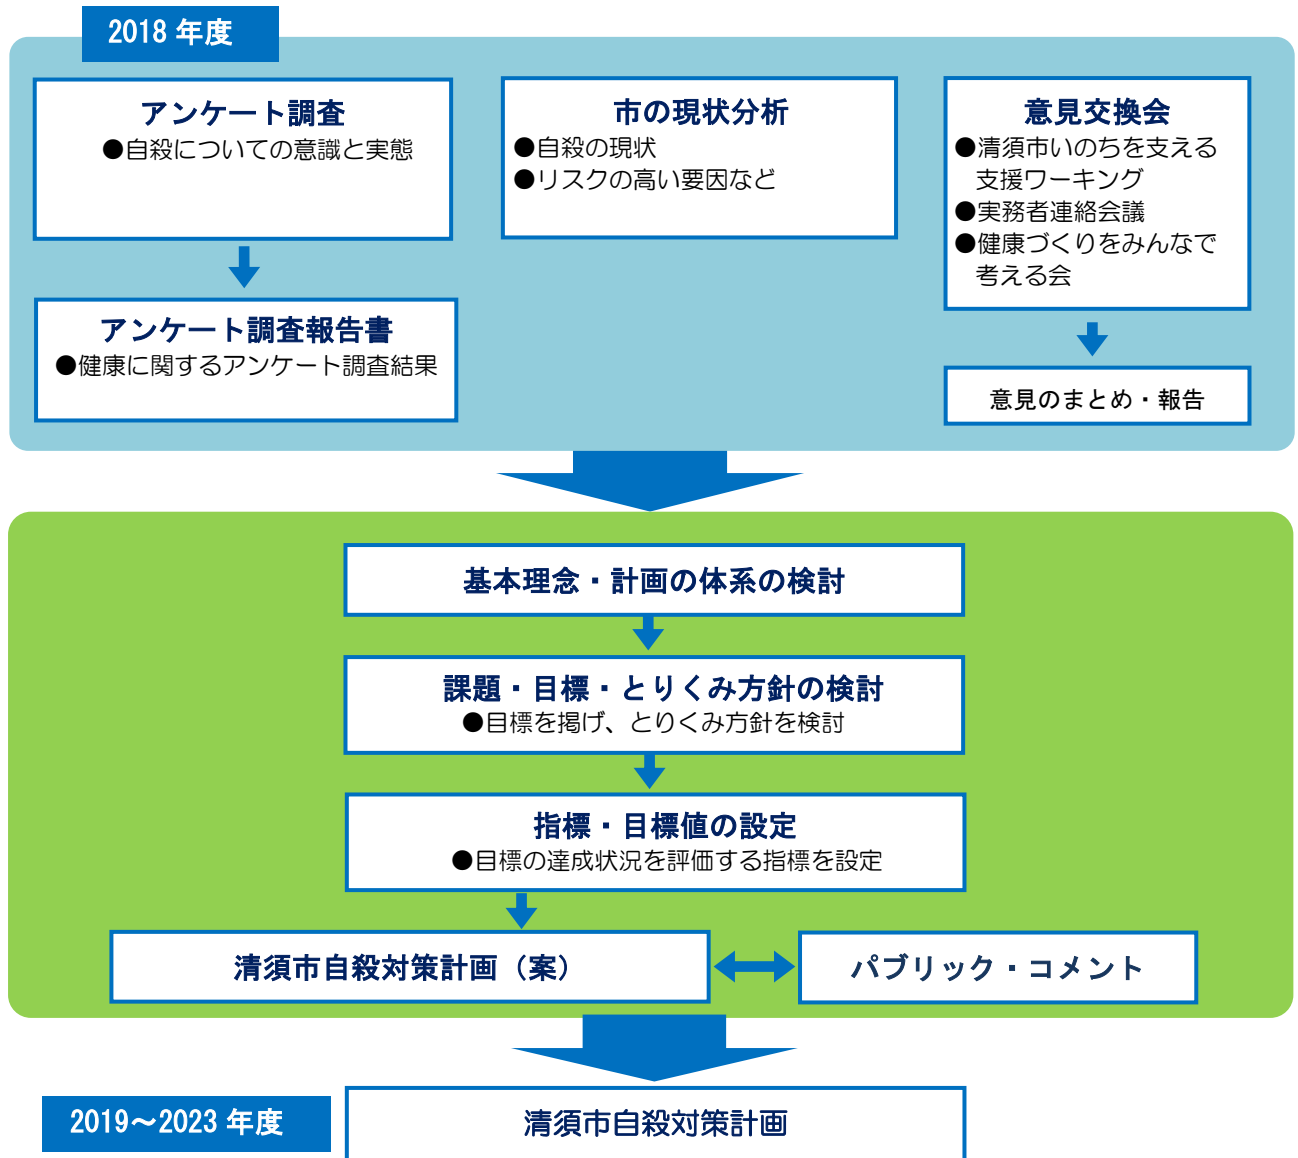 2018 年度
アンケート調査
●自殺についての意識と実態
アンケート調査報告書
●健康に関するアンケート調査結果
市の現状分析
●自殺の現状
●リスクの高い要因など
意見交換会
●清須市いのちを支える
支援ワーキング
●実務者連絡会議
●健康づくりをみんなで
考える会
意見のまとめ・報告
基本理念・計画の体系の検討
課題・目標・とりくみ方針の検討
●目標を掲げ、とりくみ方針を検討
指標・目標値の設定
●目標の達成状況を評価する指標を設定
清須市自殺対策計画（案）
パブリック・コメント
2019～2023 年度
清須市自殺対策計画